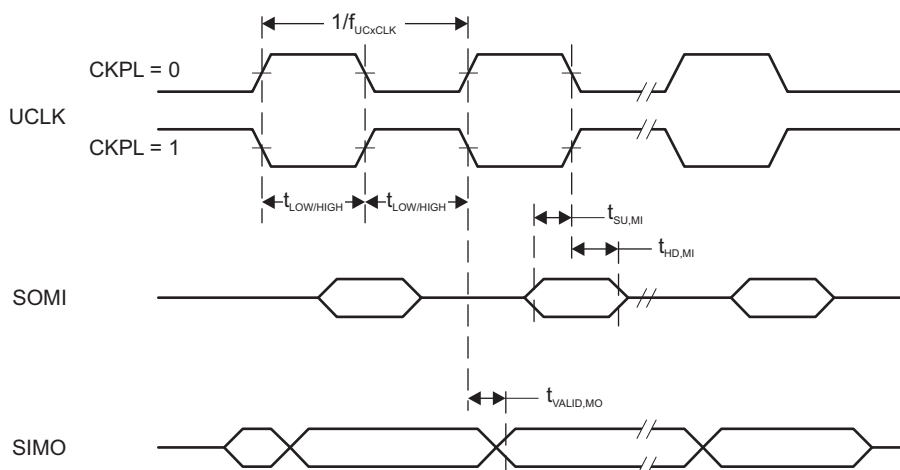 1/fUCxCLK
CKPL = 0
UCLK
CKPL = 1
tLOW/HIGH tLOW/HIGH
tSU,MI
tHD,MI
SOMI
tVALID,MO
SIMO